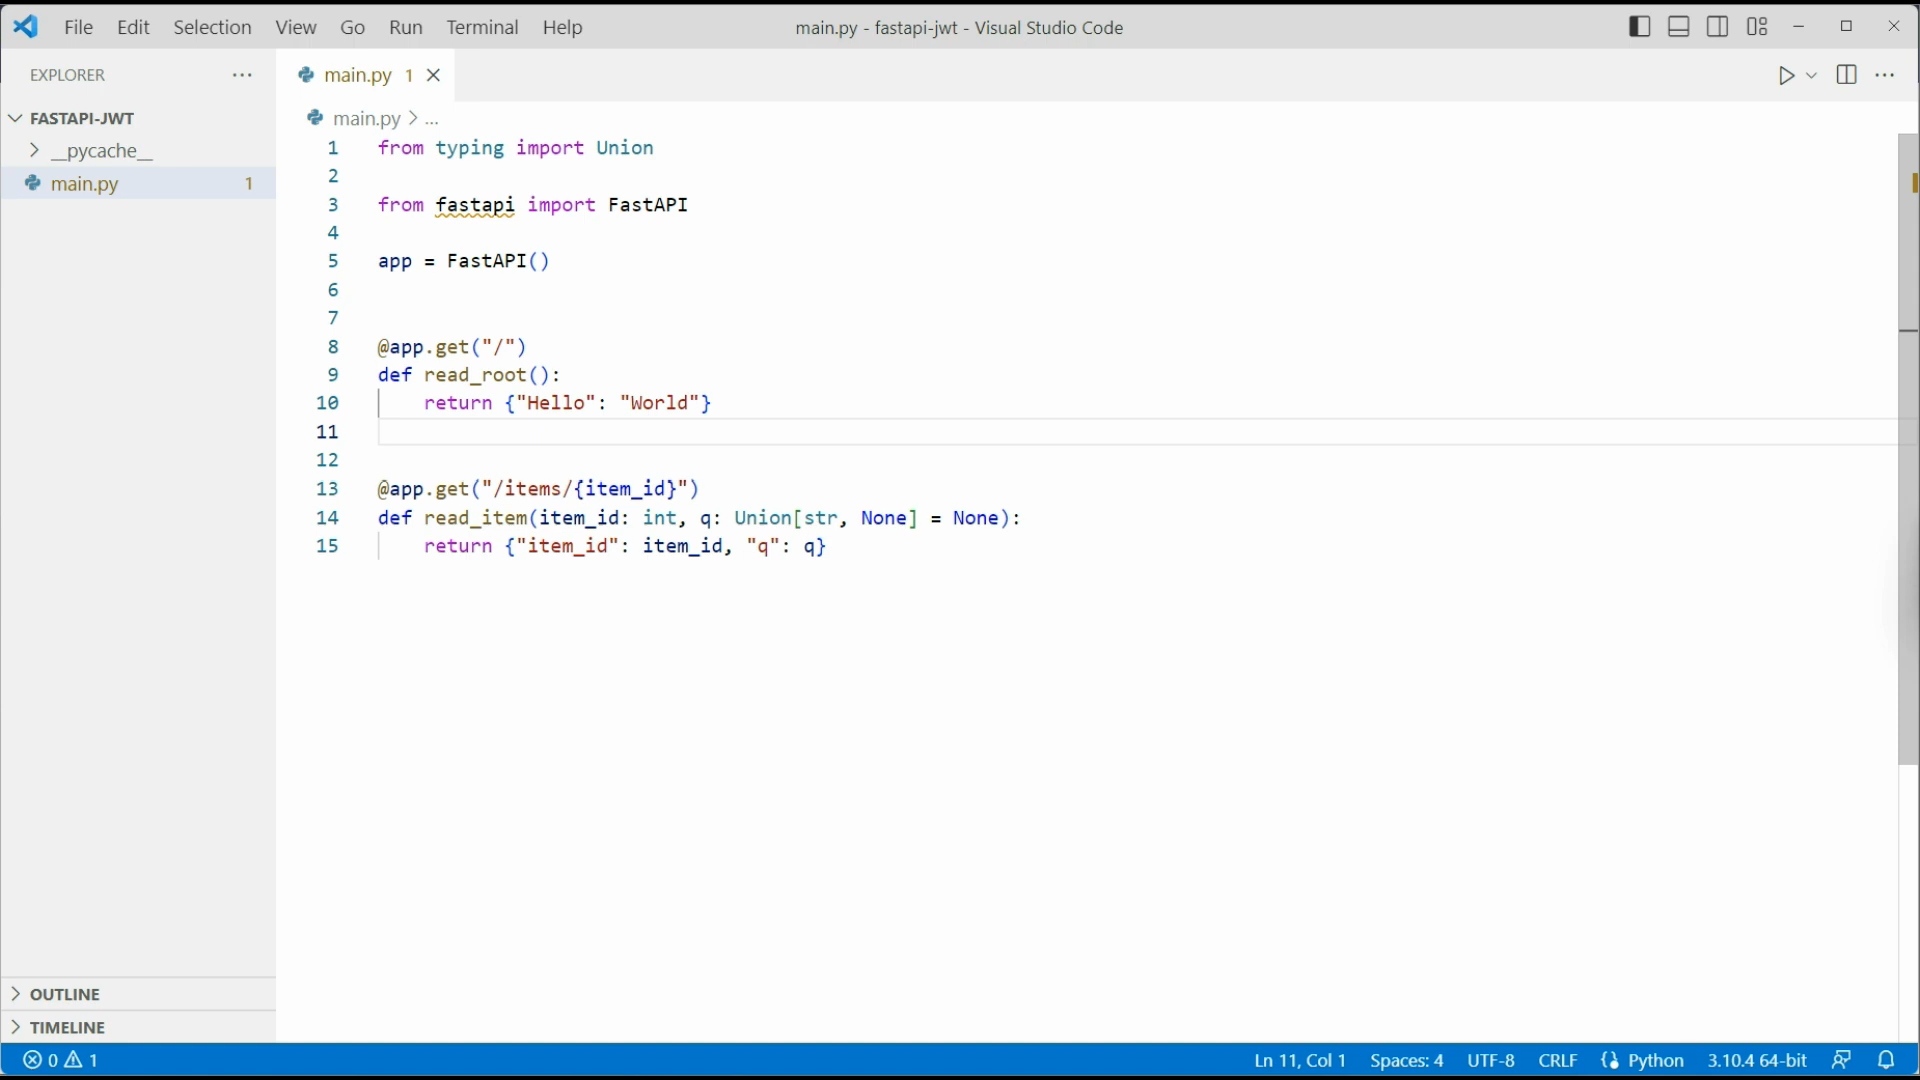 File Edit Selection View Go Run Terminal Help
main.py - fastapi-jwt - Visual Studio Code
EXPLORER ...
main.py 1
FASTAPI-JWT
main.py > ...
__pycache__
main.py 1
1 from typing import Union
2
3 from fastapi import FastAPI
4
5 app = FastAPI()
6
7
8 @app.get("/")
9 def read_root():
10 return {"Hello": "World"}
11
12
13 @app.get("/items/{item_id}")
14 def read_item(item_id: int, q: Union[str, None] = None):
15 return {"item_id": item_id, "q": q}
OUTLINE
TIMELINE
0 1
Ln 11, Col 1 Spaces: 4 UTF-8 CRLF Python 3.10.4 64-bit